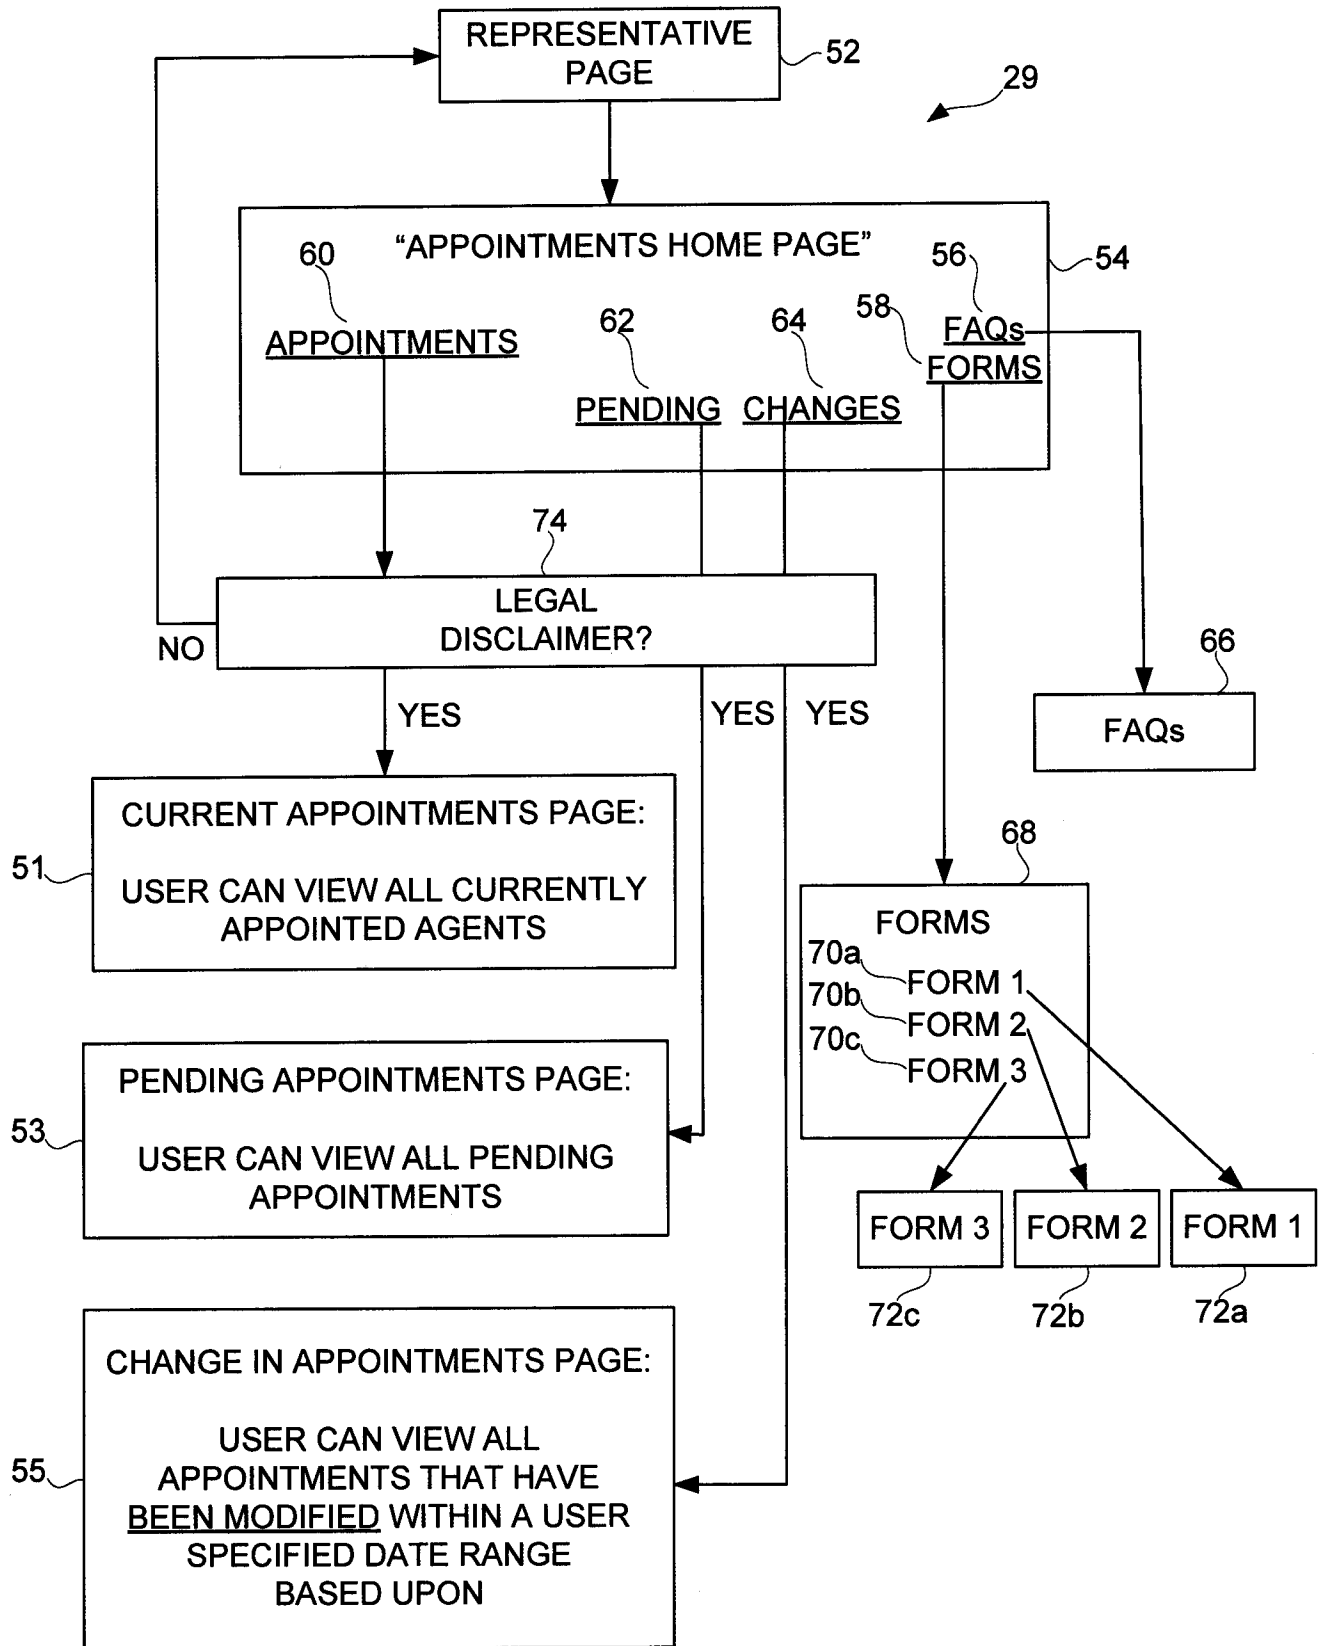 REPRESENTATIVE
PAGE
52
29
"APPOINTMENTS HOME PAGE"
54
60
APPOINTMENTS
62
PENDING
64
CHANGES
56
FAQs
58
FORMS
74
LEGAL
DISCLAIMER?
NO
YES
YES
YES
66
FAQs
51
CURRENT APPOINTMENTS PAGE:
USER CAN VIEW ALL CURRENTLY
APPOINTED AGENTS
68
FORMS
70a
FORM 1
70b
FORM 2
70c
FORM 3
53
PENDING APPOINTMENTS PAGE:
USER CAN VIEW ALL PENDING
APPOINTMENTS
FORM 3
FORM 2
FORM 1
72c
72b
72a
55
CHANGE IN APPOINTMENTS PAGE:
USER CAN VIEW ALL
APPOINTMENTS THAT HAVE
BEEN MODIFIED WITHIN A USER
SPECIFIED DATE RANGE
BASED UPON